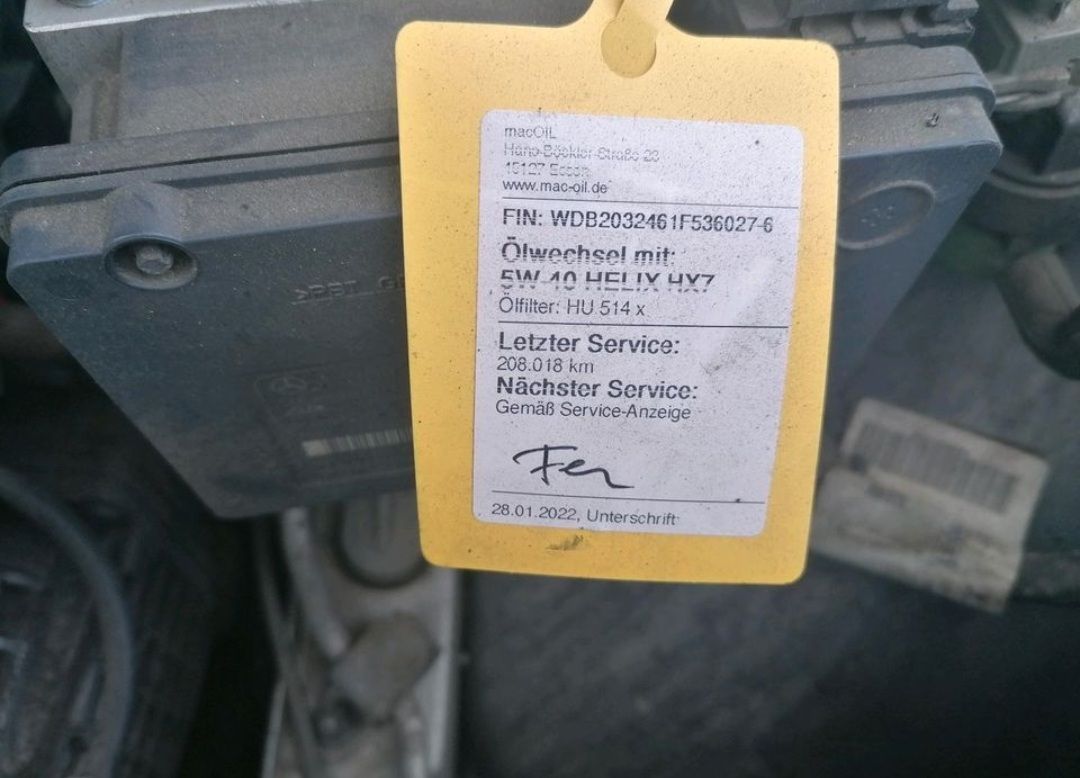 macOIL
Hans-Böckler-Straße 23
45127 Essen
www.mac-oil.de
FIN: WDB2032461F536027-6
Ölwechsel mit:
5W-40 HELIX HX7
Ölfilter: HU 514 x
Letzter Service:
208.018 km
Nächster Service:
Gemäß Service-Anzeige
28.01.2022, Unterschrift